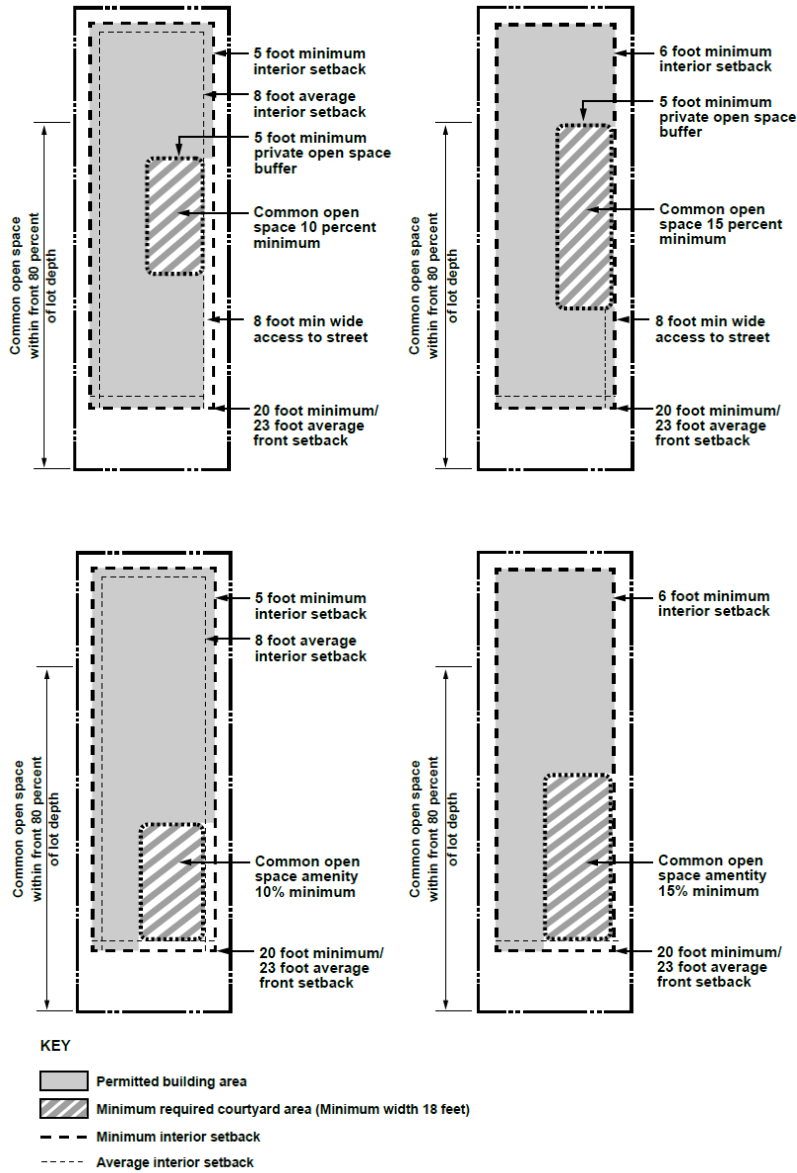 5 foot minimum
interior setback
8 foot average
interior setback
5 foot minimum
private open space
buffer
Common open
space 10 percent
minimum
8 foot min wide
access to street
20 foot minimum/
23 foot average
front setback
Common open space
within front 80 percent
of lot depth
6 foot minimum
interior setback
5 foot minimum
private open space
buffer
Common open
space 15 percent
minimum
8 foot min wide
access to street
20 foot minimum/
23 foot average
front setback
Common open space
within front 80 percent
of lot depth
5 foot minimum
interior setback
8 foot average
interior setback
Common open
space amenity
10% minimum
20 foot minimum/
23 foot average
front setback
Common open space
within front 80 percent
of lot depth
6 foot minimum
interior setback
Common open
space amentity
15% minimum
20 foot minimum/
23 foot average
front setback
Common open space
within front 80 percent
of lot depth
KEY
Permitted building area
Minimum required courtyard area (Minimum width 18 feet)
Minimum interior setback
Average interior setback